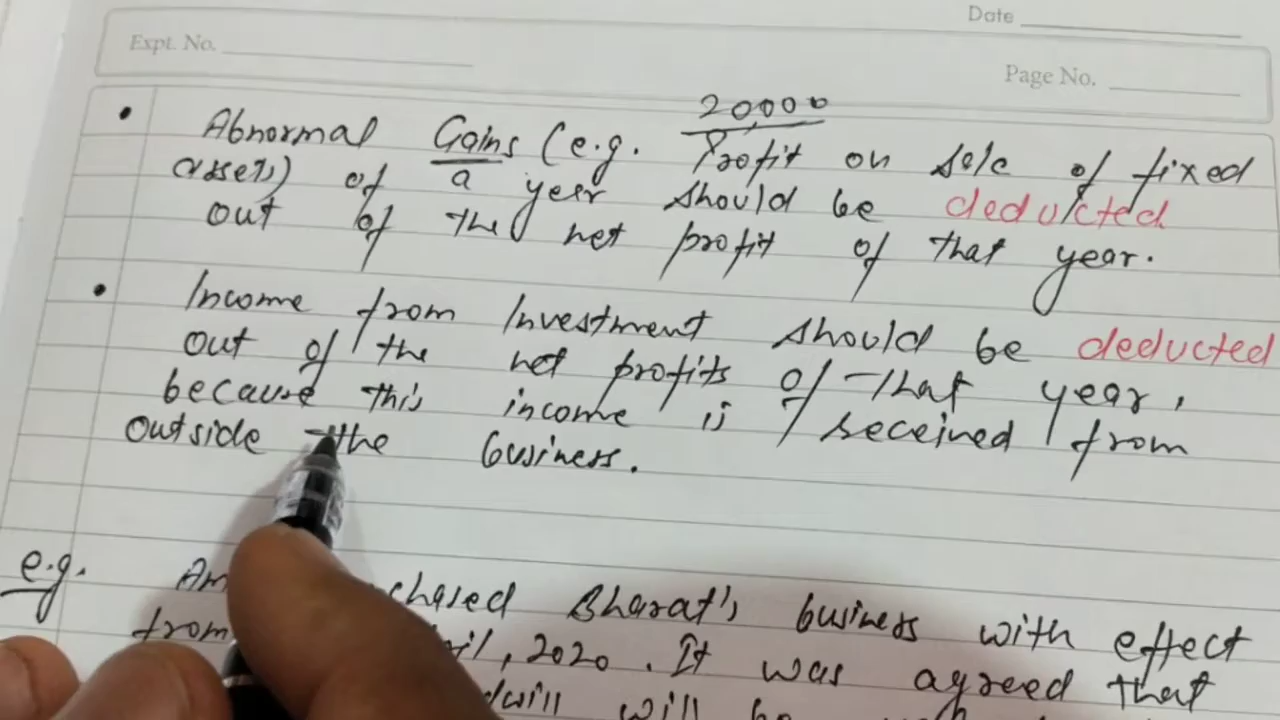 Date
Expt. No.
Page No.
20,000
• Abnormal Gains (e.g. Profit on sale of fixed
assets) of a year should be deducted
out of the net profit of that year.
• Income from Investment should be deducted
out of the net profits of that year,
because this income is received from
outside the business.
e.g. chased Bharat's business with effect
from 2020. It was agreed that
will